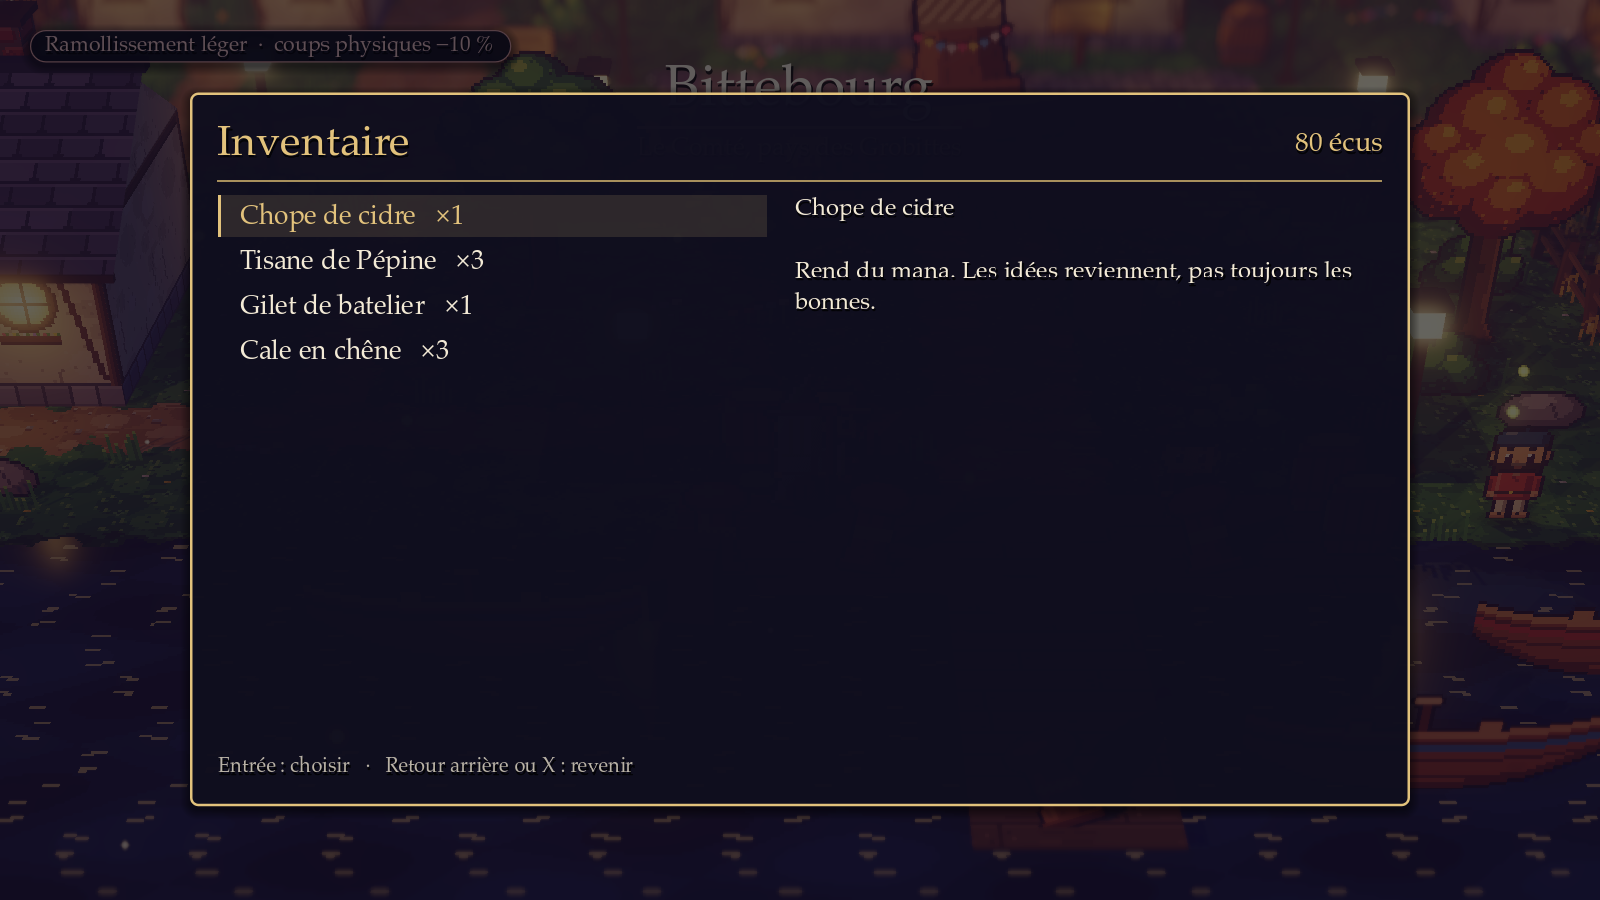 Ramollissement léger · coups physiques −10 %
Bittebourg
Inventaire
80 écus
Chope de cidre ×1
Tisane de Pépine ×3
Gilet de batelier ×1
Cale en chêne ×3
Chope de cidre
Rend du mana. Les idées reviennent, pas toujours les
bonnes.
Entrée : choisir · Retour arrière ou X : revenir